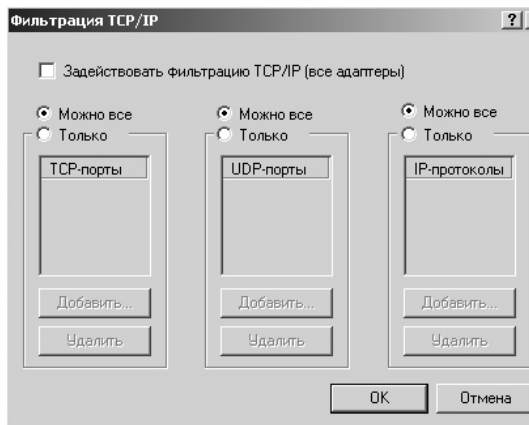 Фильтрация TCP/IP
?
Задействовать фильтрацию TCP/IP (все адаптеры)
Можно все Можно все Можно все
Только Только Только
TCP-порты UDP-порты IP-протоколы
Добавить... Добавить... Добавить...
Удалить Удалить Удалить
OK Отмена